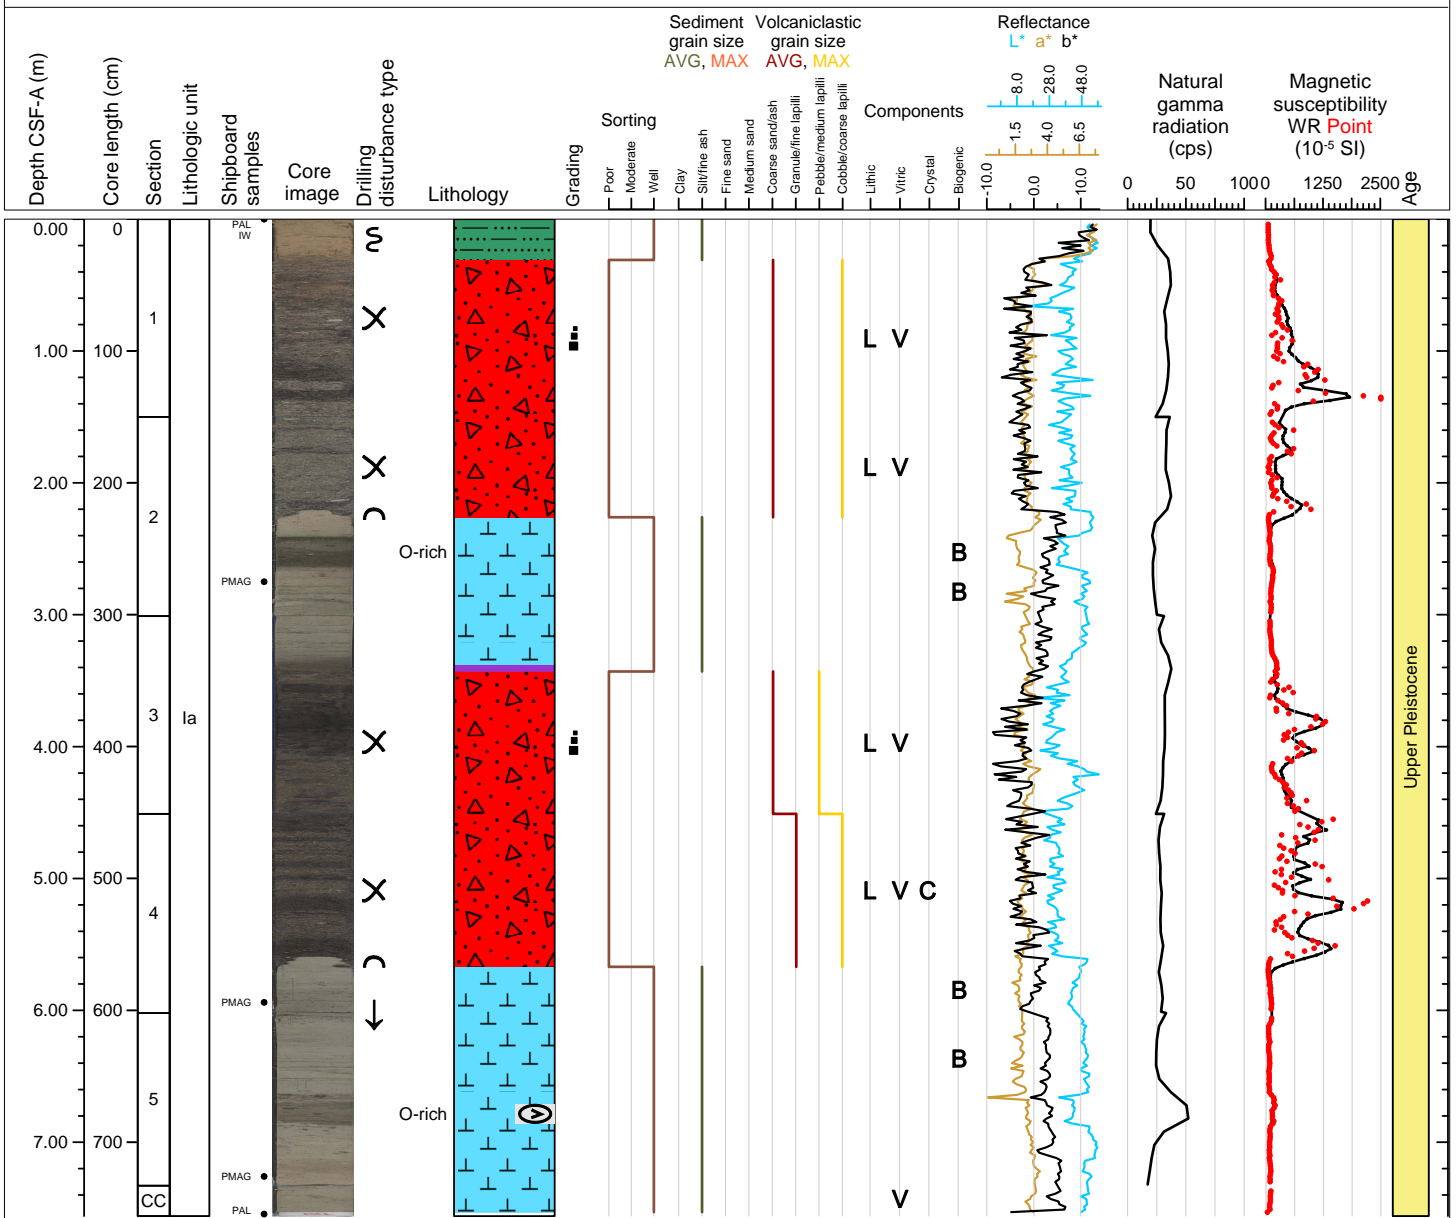 Sediment grain size AVG, MAX
Volcaniclastic grain size AVG, MAX
Reflectance
L* a* b*
8.0 28.0 48.0
1.5 4.0 6.5
-10.0 0.0 10.0
Depth CSF-A (m)
Core length (cm)
Section
Lithologic unit
Shipboard samples
Core image
Drilling disturbance type
Lithology
Grading
Sorting
Poor
Moderate
Well
Clay
Silt/fine ash
Fine sand
Medium sand
Coarse sand/ash
Granule/fine lapilli
Pebble/medium lapilli
Cobble/coarse lapilli
Components
Lithic
Vitric
Crystal
Biogenic
Natural gamma radiation (cps)
0 50 100
Magnetic susceptibility WR Point (10⁻⁵ SI)
0 1250 2500
Age
0.00 0
PAL
IW
1
L V
1.00 100
L V
2.00 200
2
O-rich
B
PMAG
B
3.00 300
3
Ia
L V
4.00 400
Upper Pleistocene
5.00 500
L V C
4
B
PMAG
6.00 600
B
5
O-rich
V
7.00 700
PMAG
CC
V
PAL